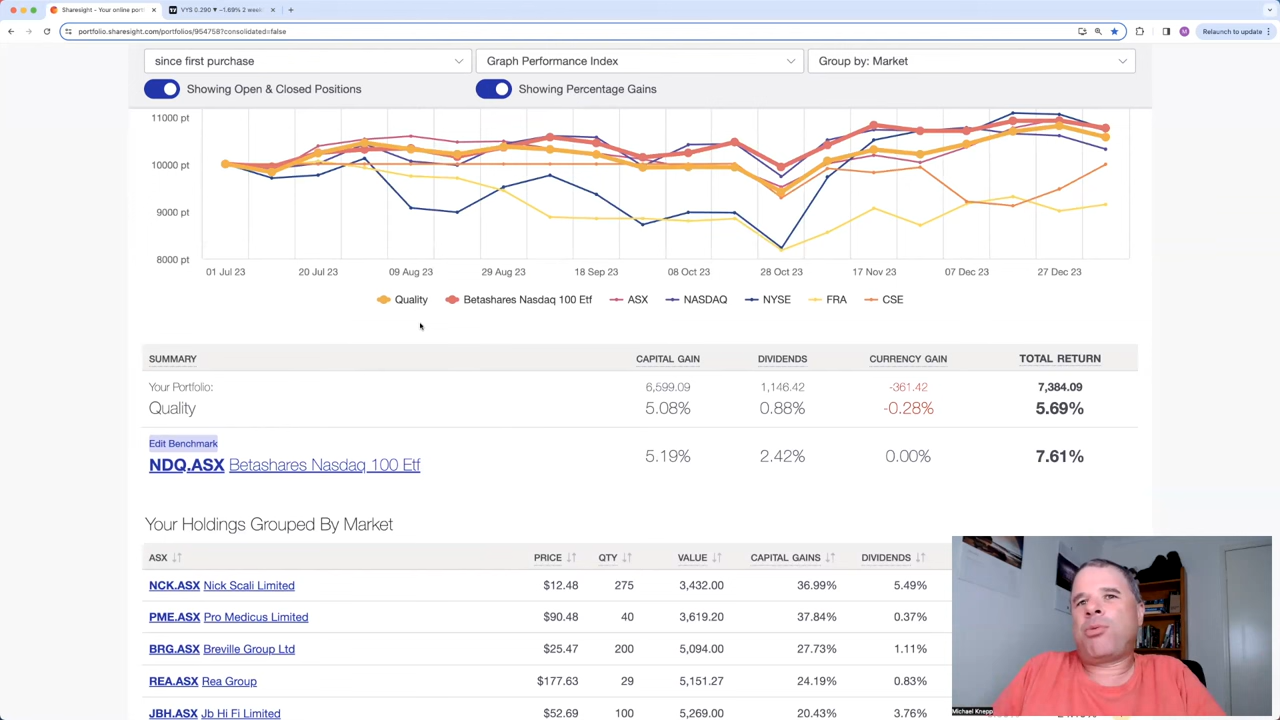 Sharesight - Your online port
VYS 0.290 ▼ −1.69% 2 week
portfolio.sharesight.com/portfolios/954758?consolidated=false
Relaunch to update
since first purchase
Graph Performance Index
Group by: Market
Showing Open & Closed Positions
Showing Percentage Gains
11000 pt
10000 pt
9000 pt
8000 pt
01 Jul 23 20 Jul 23 09 Aug 23 29 Aug 23 18 Sep 23 08 Oct 23 28 Oct 23 17 Nov 23 07 Dec 23 27 Dec 23
Quality Betashares Nasdaq 100 Etf ASX NASDAQ NYSE FRA CSE
SUMMARY CAPITAL GAIN DIVIDENDS CURRENCY GAIN TOTAL RETURN
Your Portfolio: 6,599.09 1,146.42 -361.42 7,384.09
Quality 5.08% 0.88% -0.28% 5.69%
Edit Benchmark
NDQ.ASX Betashares Nasdaq 100 Etf 5.19% 2.42% 0.00% 7.61%
Your Holdings Grouped By Market
ASX PRICE QTY VALUE CAPITAL GAINS DIVIDENDS
NCK.ASX Nick Scali Limited $12.48 275 3,432.00 36.99% 5.49%
PME.ASX Pro Medicus Limited $90.48 40 3,619.20 37.84% 0.37%
BRG.ASX Breville Group Ltd $25.47 200 5,094.00 27.73% 1.11%
REA.ASX Rea Group $177.63 29 5,151.27 24.19% 0.83%
JBH.ASX Jb Hi Fi Limited $52.69 100 5,269.00 20.43% 3.76%
Michael Knepp